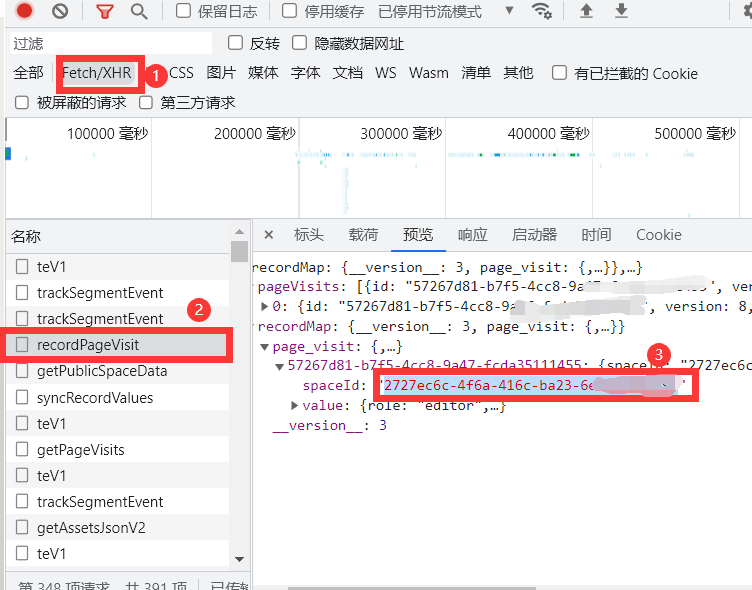 保留日志 停用缓存 已停用节流模式
过滤 反转 隐藏数据网址
全部 Fetch/XHR 1 CSS 图片 媒体 字体 文档 WS Wasm 清单 其他 有已拦截的 Cookie
被屏蔽的请求 第三方请求
100000 毫秒 200000 毫秒 300000 毫秒 400000 毫秒 500000 毫秒
名称
teV1
trackSegmentEvent
trackSegmentEvent 2
recordPageVisit
getPublicSpaceData
syncRecordValues
teV1
getPageVisits
teV1
trackSegmentEvent
getAssetsJsonV2
teV1
第 348 项请求，共 391 项 已传输
× 标头 载荷 预览 响应 启动器 时间 Cookie
recordMap: {__version__: 3, page_visit: {,…}},…}
pageVisits: [{id: "57267d81-b7f5-4cc8-9a47 ver
0: {id: "57267d81-b7f5-4cc8-9a version: 8,
recordMap: {__version__: 3, page_visit: {,…}}
page_visit: {,…} 3
57267d81-b7f5-4cc8-9a47-fcda35111455: {spaceId: "2727ec6c
spaceId: "2727ec6c-4f6a-416c-ba23-6e
value: {role: "editor",…}
__version__: 3